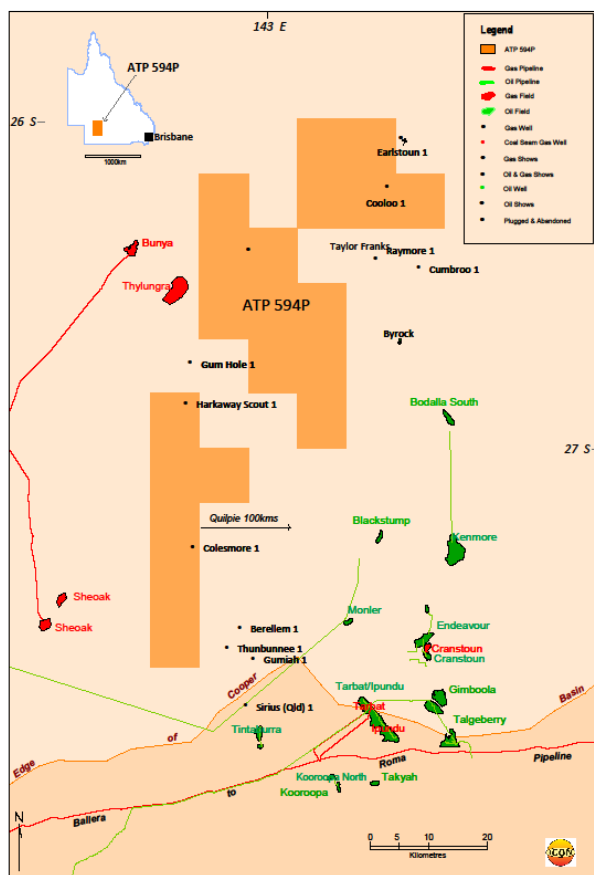 143 E
26 S
ATP 594P
Brisbane
1000km
Legend
ATP 594P
Gas Pipeline
Oil Pipeline
Gas Field
Oil Field
Gas Well
Coal Seam Gas Well
Gas Shows
Oil & Gas Shows
Oil Well
Oil Shows
Plugged & Abandoned
Earlstoun 1
Cooloo 1
Bunya
Taylor Franks
Raymore 1
Cumbroo 1
Thylungra
ATP 594P
Byrock
Gum Hole 1
Harkaway Scout 1
Bodalla South
27 S
Quilpie 100kms
Blackstump
Colesmore 1
Kenmore
Sheoak
Sheoak
Monler
Berellem 1
Endeavour
Thunbunnee 1
Cranstoun
Gumiah 1
Cranstoun
Tarbat/Ipundu
Gimboola
Sirius (Qld) 1
Tarbat
Talgeberry
Ipundu
Edge of Cooper Basin
Kooroopa North
Takyah
Kooroopa
Ballera to Roma Pipeline
N
0 10 20
Kilometres
ICON